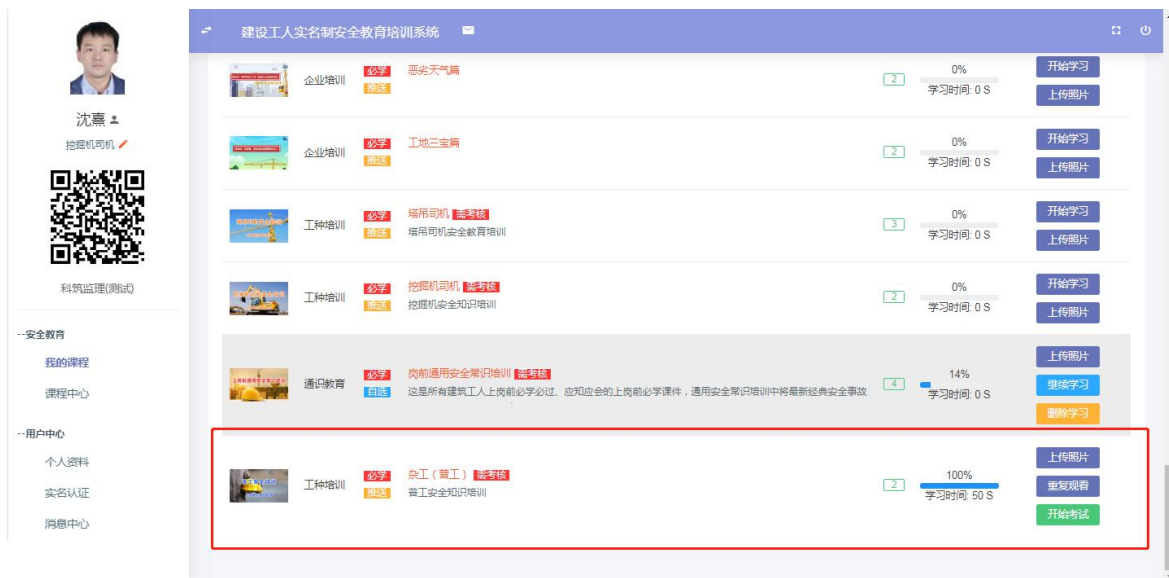 建设工人实名制安全教育培训系统
沈熹
挖掘机司机
科筑监理(测试)
--安全教育
我的课程
课程中心
--用户中心
个人资料
实名认证
消息中心
企业培训 必学 恶劣天气篇 2 0% 开始学习
推送 学习时间: 0 S 上传照片
企业培训 必学 工地三宝篇 2 0% 开始学习
推送 学习时间: 0 S 上传照片
工种培训 必学 塔吊司机 需考核 3 0% 开始学习
推送 塔吊司机安全教育培训 学习时间: 0 S 上传照片
工种培训 必学 挖掘机司机 需考核 2 0% 开始学习
推送 挖掘机安全知识培训 学习时间: 0 S 上传照片
上传照片
通识教育 必学 岗前通用安全常识培训 需考核 4 14% 继续学习
自选 这是所有建筑工人上岗前必学必过、应知应会的上岗前必学课件，通用安全常识培训中将最新经典安全事故 学习时间: 0 S
删除学习
上传照片
工种培训 必学 杂工（普工） 需考核 2 100% 重复观看
推送 普工安全知识培训 学习时间: 50 S
开始考试